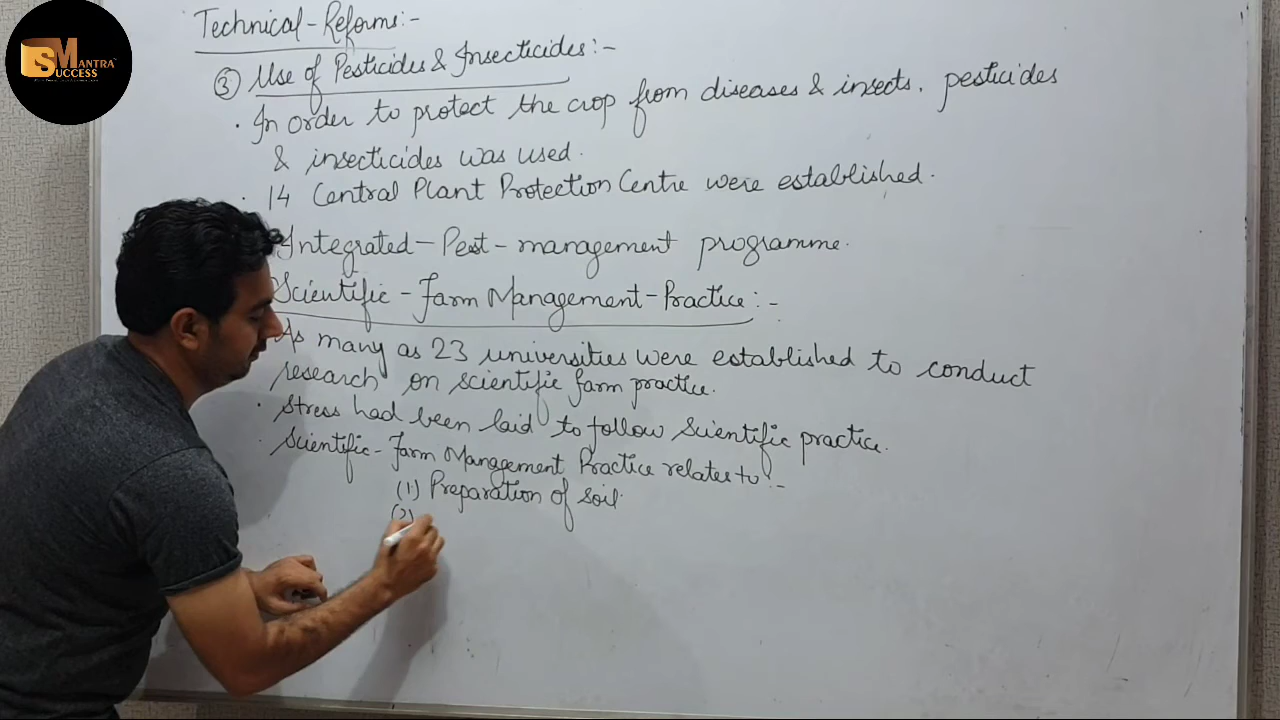 SMANTRA
SUCCESS
Technical-Reforms:-
③ Use of Pesticides & Insecticides:-
· In order to protect the crop from diseases & insects, pesticides
& insecticides was used.
· 14 Central Plant Protection Centre were established.
Integrated-Pest-management programme.
Scientific-Farm Management-Practice:-
As many as 23 universities were established to conduct
research on scientific farm practice.
· Stress had been laid to follow Scientific practice.
· Scientific-Farm Management Practice relates to:-
(1) Preparation of soil.
(2)